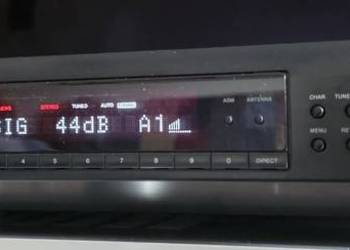 STEREO TUNED AUTO
ASM ANTENNA
SIG 44dB A1
CHAR TUNE
MENU RE
4 5 6 7 8 9 0 DIRECT